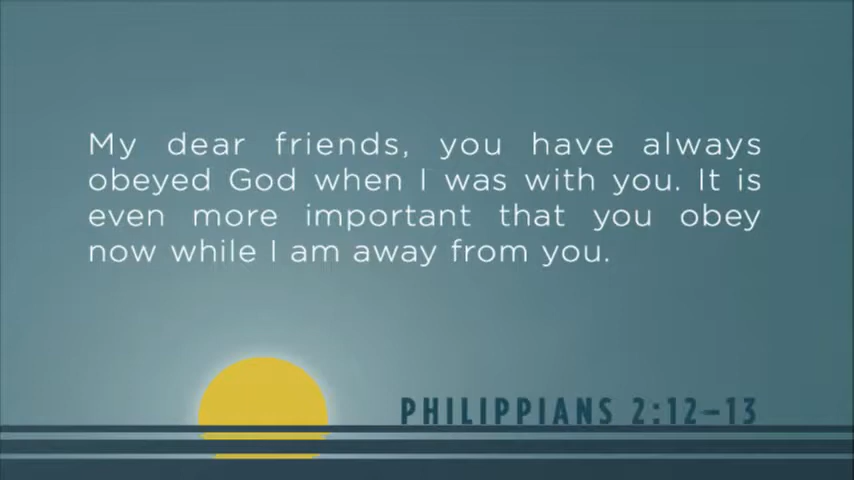 My dear friends, you have always
obeyed God when I was with you. It is
even more important that you obey
now while I am away from you.
PHILIPPIANS 2:12–13